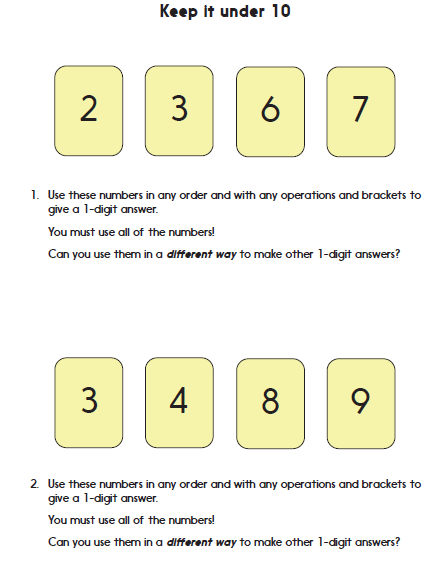 Keep it under 10
2 3 6 7
1. Use these numbers in any order and with any operations and brackets to
give a 1-digit answer.
You must use all of the numbers!
Can you use them in a different way to make other 1-digit answers?
3 4 8 9
2. Use these numbers in any order and with any operations and brackets to
give a 1-digit answer.
You must use all of the numbers!
Can you use them in a different way to make other 1-digit answers?